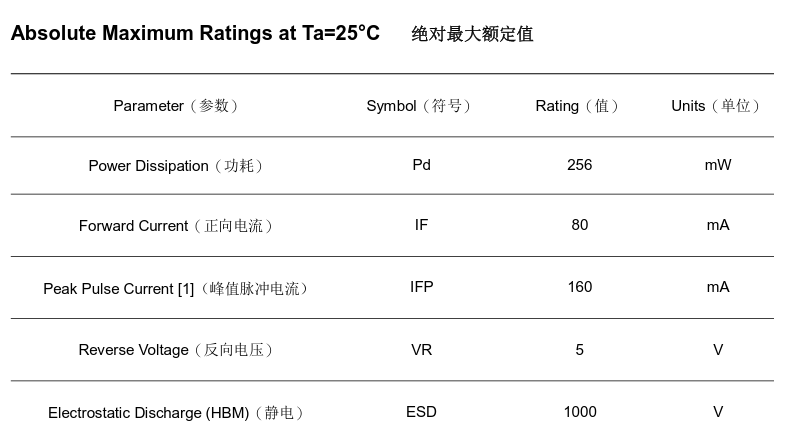 Absolute Maximum Ratings at Ta=25°C 绝对最大额定值
Parameter（参数） Symbol（符号） Rating（值） Units（单位）
Power Dissipation（功耗） Pd 256 mW
Forward Current（正向电流） IF 80 mA
Peak Pulse Current [1]（峰值脉冲电流） IFP 160 mA
Reverse Voltage（反向电压） VR 5 V
Electrostatic Discharge (HBM)（静电） ESD 1000 V